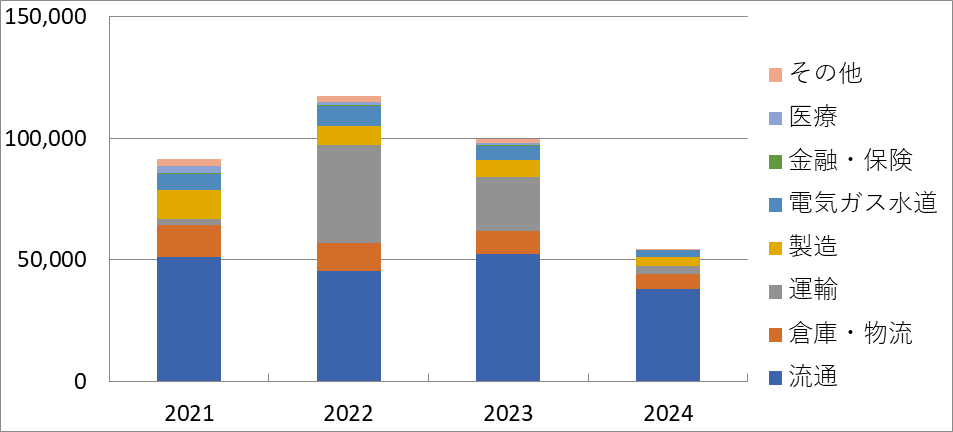 150,000
100,000
50,000
0
2021 2022 2023 2024
その他
医療
金融・保険
電気ガス水道
製造
運輸
倉庫・物流
流通